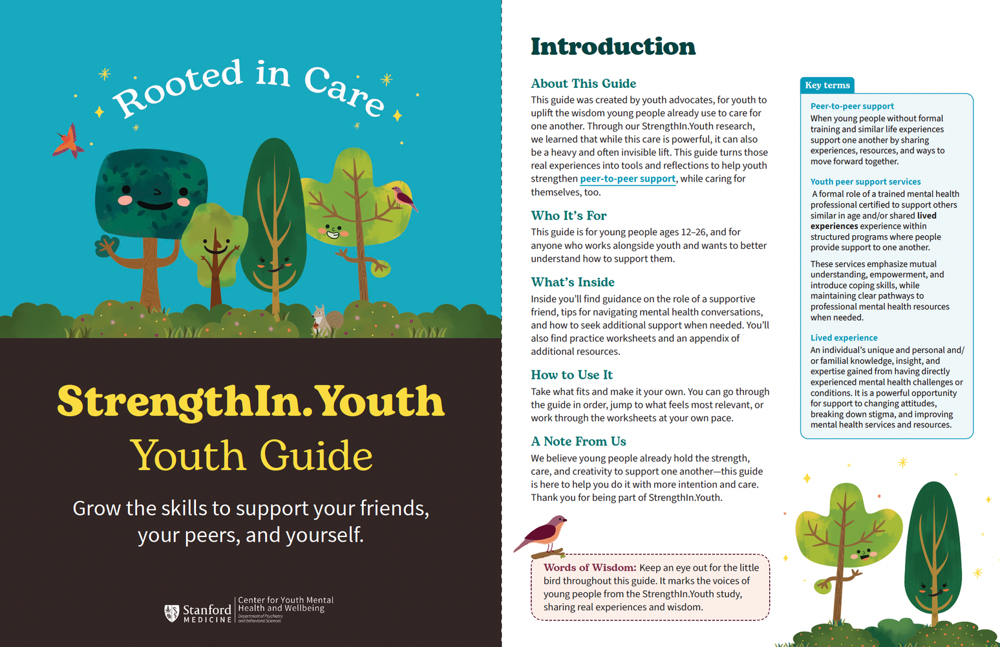 Rooted in Care
StrengthIn.Youth
Youth Guide
Grow the skills to support your friends,
your peers, and yourself.
Stanford
MEDICINE
Center for Youth Mental
Health and Wellbeing
Department of Psychiatry
and Behavioral Sciences
Introduction
About This Guide
This guide was created by youth advocates, for youth to
uplift the wisdom young people already use to care for
one another. Through our StrengthIn.Youth research,
we learned that while this care is powerful, it can also
be a heavy and often invisible lift. This guide turns those
real experiences into tools and reflections to help youth
strengthen peer-to-peer support, while caring for
themselves, too.
Who It’s For
This guide is for young people ages 12–26, and for
anyone who works alongside youth and wants to better
understand how to support them.
What’s Inside
Inside you’ll find guidance on the role of a supportive
friend, tips for navigating mental health conversations,
and how to seek additional support when needed. You’ll
also find practice worksheets and an appendix of
additional resources.
How to Use It
Take what fits and make it your own. You can go through
the guide in order, jump to what feels most relevant, or
work through the worksheets at your own pace.
A Note From Us
We believe young people already hold the strength,
care, and creativity to support one another—this guide
is here to help you do it with more intention and care.
Thank you for being part of StrengthIn.Youth.
Words of Wisdom: Keep an eye out for the little
bird throughout this guide. It marks the voices of
young people from the StrengthIn.Youth study,
sharing real experiences and wisdom.
Key terms
Peer-to-peer support
When young people without formal
training and similar life experiences
support one another by sharing
experiences, resources, and ways to
move forward together.
Youth peer support services
A formal role of a trained mental health
professional certified to support others
similar in age and/or shared lived
experiences experience within
structured programs where people
provide support to one another.
These services emphasize mutual
understanding, empowerment, and
introduce coping skills, while
maintaining clear pathways to
professional mental health resources
when needed.
Lived experience
An individual’s unique and personal and/
or familial knowledge, insight, and
expertise gained from having directly
experienced mental health challenges or
conditions. It is a powerful opportunity
for support to changing attitudes,
breaking down stigma, and improving
mental health services and resources.